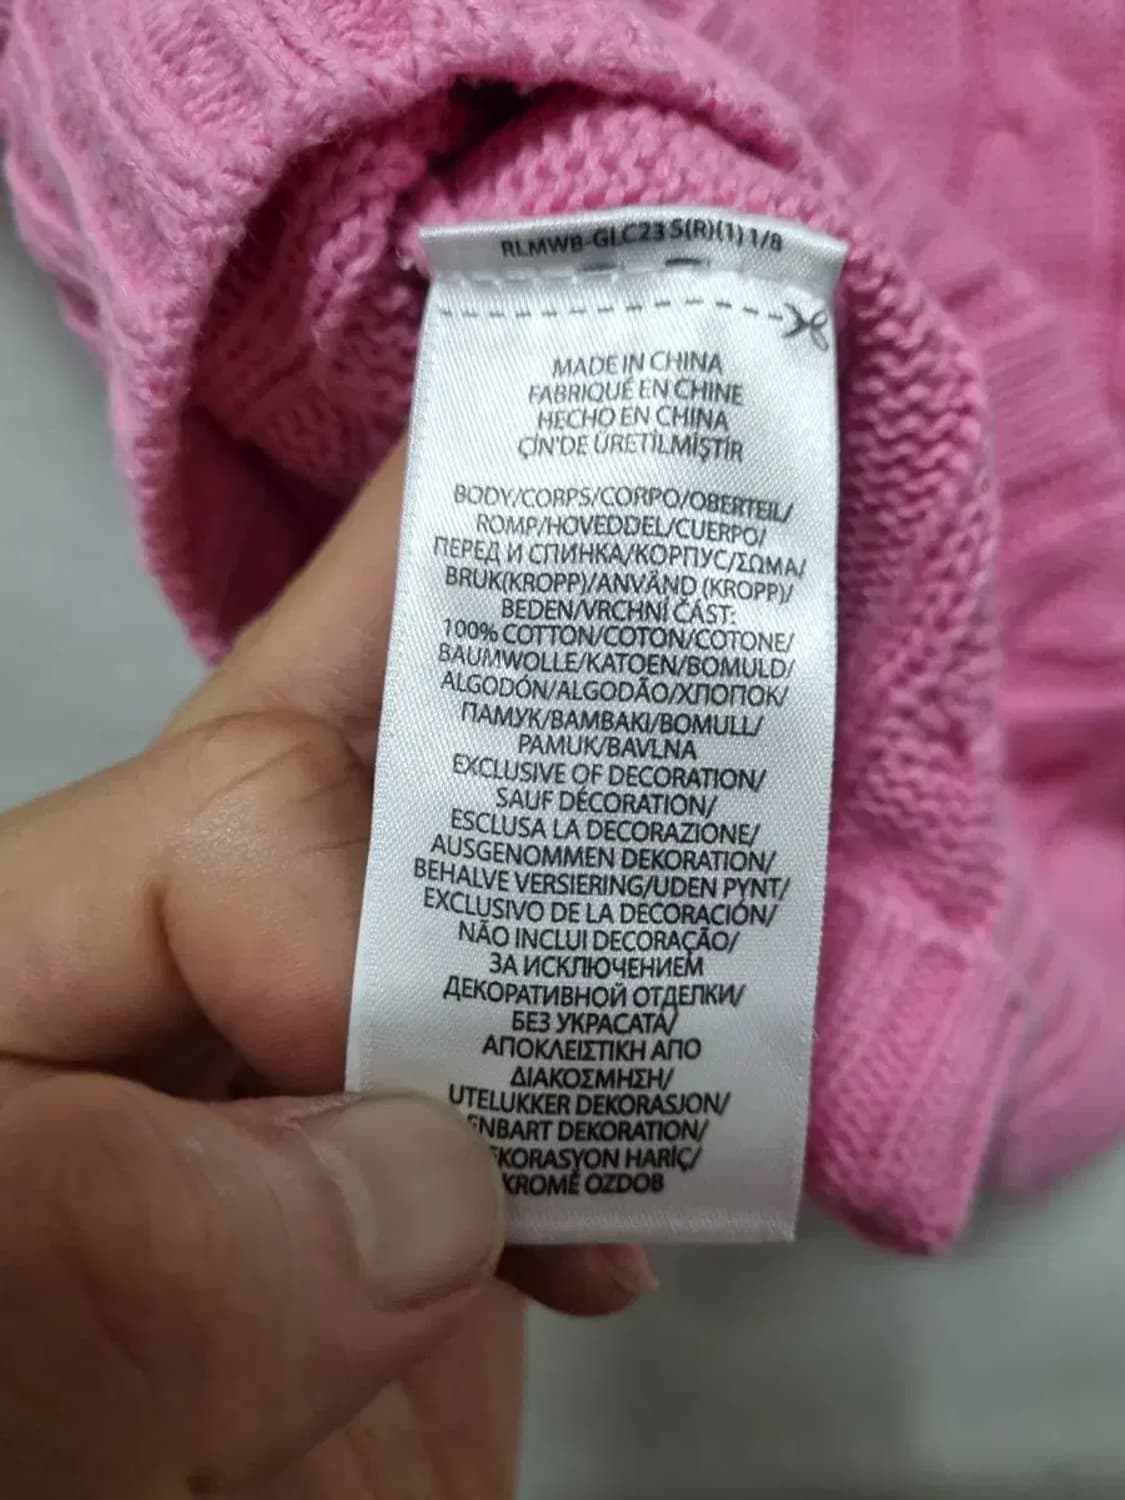 RLMWB-GLC23 S(R)(1) 1/8
MADE IN CHINA
FABRIQUÉ EN CHINE
HECHO EN CHINA
ÇİN'DE ÜRETİLMİŞTİR
BODY/CORPS/CORPO/OBERTEIL/
ROMP/HOVEDDEL/CUERPO/
ПЕРЕД И СПИНКА/КОРПУС/ΣΩΜΑ/
BRUK(KROPP)/ANVÄND (KROPP)/
BEDEN/VRCHNÍ ČÁST:
100% COTTON/COTON/COTONE/
BAUMWOLLE/KATOEN/BOMULD/
ALGODÓN/ALGODÃO/ХЛОПОК/
ПАМУК/ΒΑΜΒΑΚΙ/BOMULL/
PAMUK/BAVLNA
EXCLUSIVE OF DECORATION/
SAUF DÉCORATION/
ESCLUSA LA DECORAZIONE/
AUSGENOMMEN DEKORATION/
BEHALVE VERSIERING/UDEN PYNT/
EXCLUSIVO DE LA DECORACIÓN/
NÃO INCLUI DECORAÇÃO/
ЗА ИСКЛЮЧЕНИЕМ
ДЕКОРАТИВНОЙ ОТДЕЛКИ/
БЕЗ УКРАСАТА/
ΑΠΟΚΛΕΙΣΤΙΚΗ ΑΠΟ
ΔΙΑΚΟΣΜΗΣΗ/
UTELUKKER DEKORASJON/
ENBART DEKORATION/
KORASYON HARİÇ/
KROMĚ OZDOB